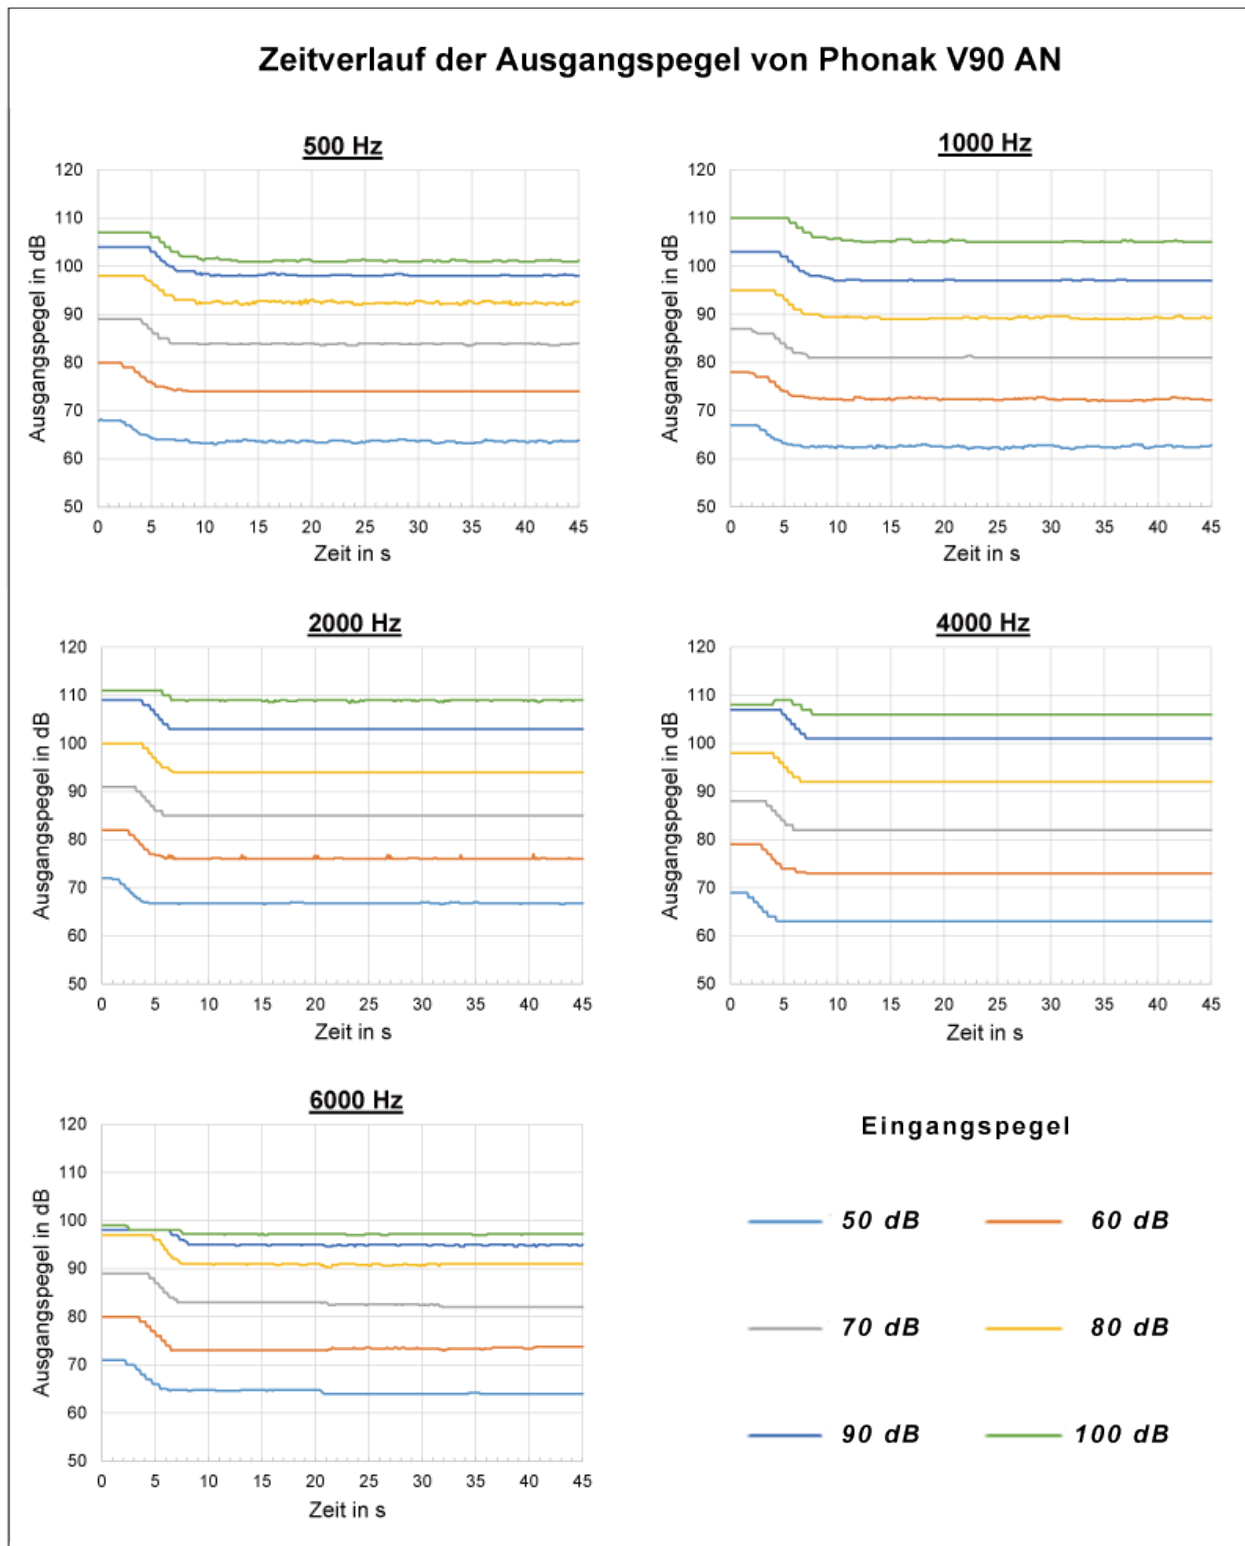 Zeitverlauf der Ausgangspegel von Phonak V90 AN
500 Hz
120
110
100
90
80
70
60
50
Ausgangspegel in dB
0 5 10 15 20 25 30 35 40 45
Zeit in s
1000 Hz
120
110
100
90
80
70
60
50
Ausgangspegel in dB
0 5 10 15 20 25 30 35 40 45
Zeit in s
2000 Hz
120
110
100
90
80
70
60
50
Ausgangspegel in dB
0 5 10 15 20 25 30 35 40 45
Zeit in s
4000 Hz
120
110
100
90
80
70
60
50
Ausgangspegel in dB
0 5 10 15 20 25 30 35 40 45
Zeit in s
6000 Hz
120
110
100
90
80
70
60
50
Ausgangspegel in dB
0 5 10 15 20 25 30 35 40 45
Zeit in s
Eingangspegel
50 dB 60 dB
70 dB 80 dB
90 dB 100 dB